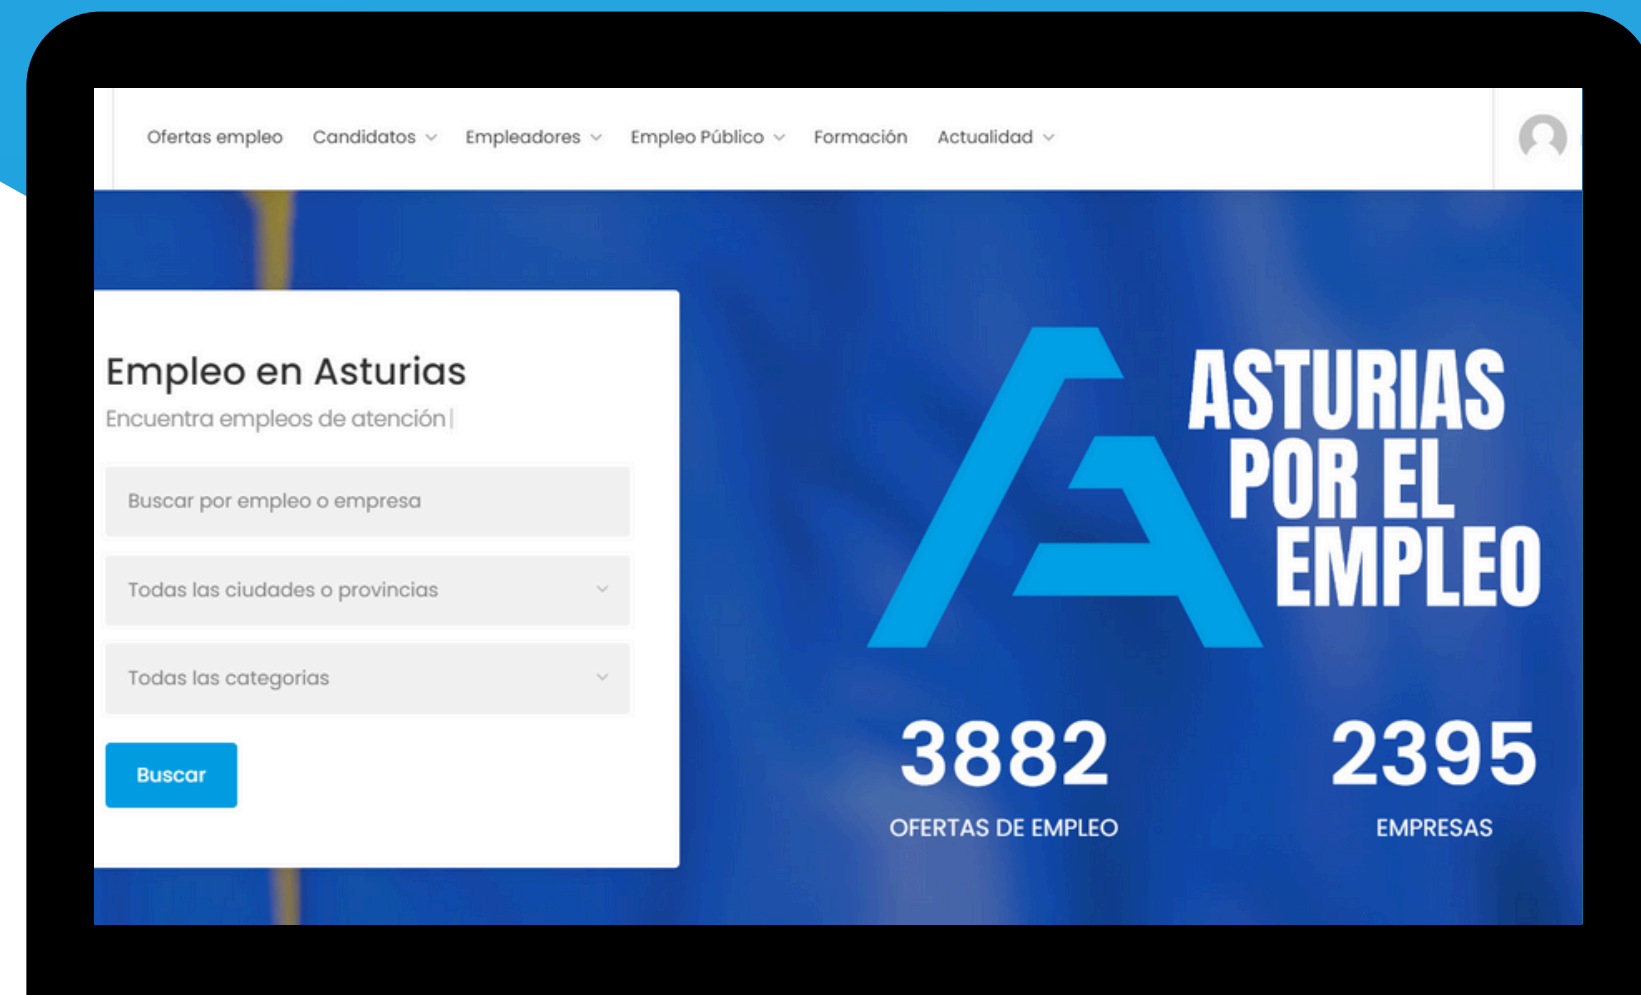 Ofertas empleo Candidatos Empleadores Empleo Público Formación Actualidad
Empleo en Asturias
Encuentra empleos de atención|
Buscar por empleo o empresa
Todas las ciudades o provincias
Todas las categorias
Buscar
ASTURIAS
POR EL
EMPLEO
3882
OFERTAS DE EMPLEO
2395
EMPRESAS